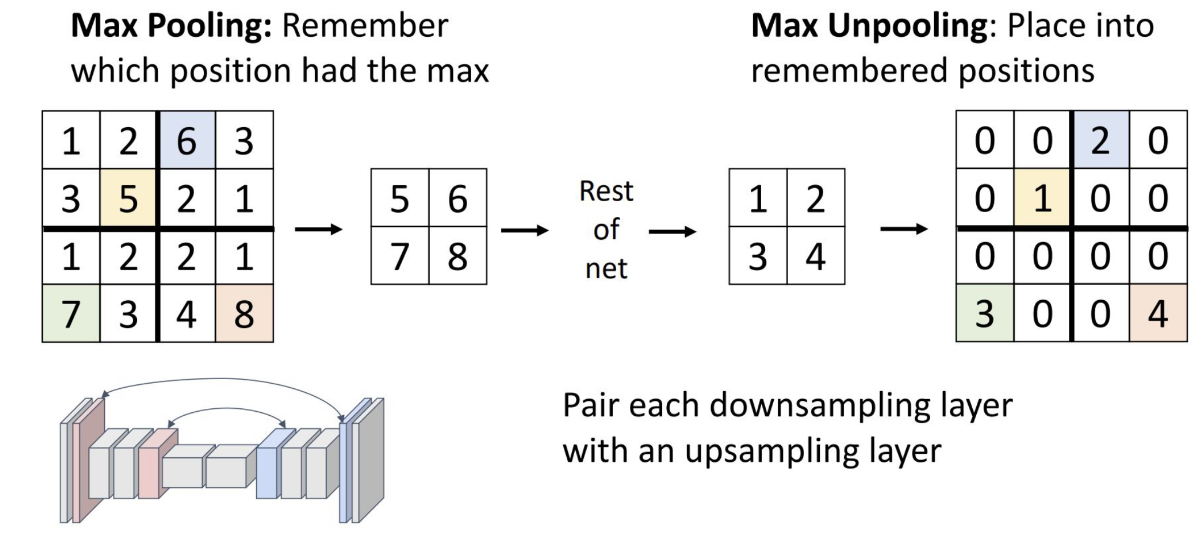 Max Pooling: Remember
which position had the max
Max Unpooling: Place into
remembered positions
1 2 6 3
3 5 2 1
1 2 2 1
7 3 4 8
5 6
7 8
Rest
of
net
1 2
3 4
0 0 2 0
0 1 0 0
0 0 0 0
3 0 0 4
Pair each downsampling layer
with an upsampling layer